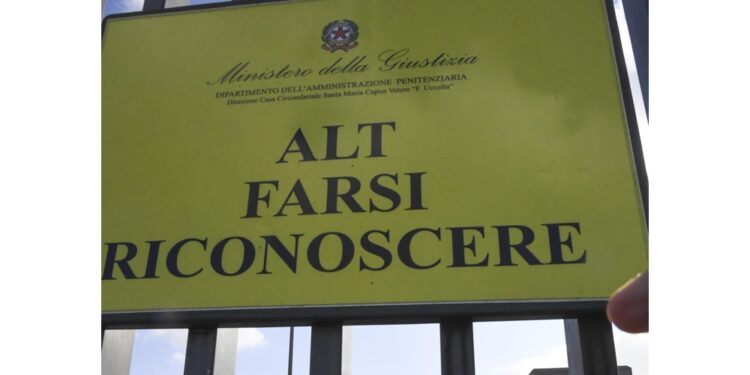 Ministero della Giustizia
DIPARTIMENTO DELL'AMMINISTRAZIONE PENITENZIARIA
Direzione Casa Circondariale Santa Maria Capua Vetere "F. Uccella"
ALT
FARSI
RICONOSCERE